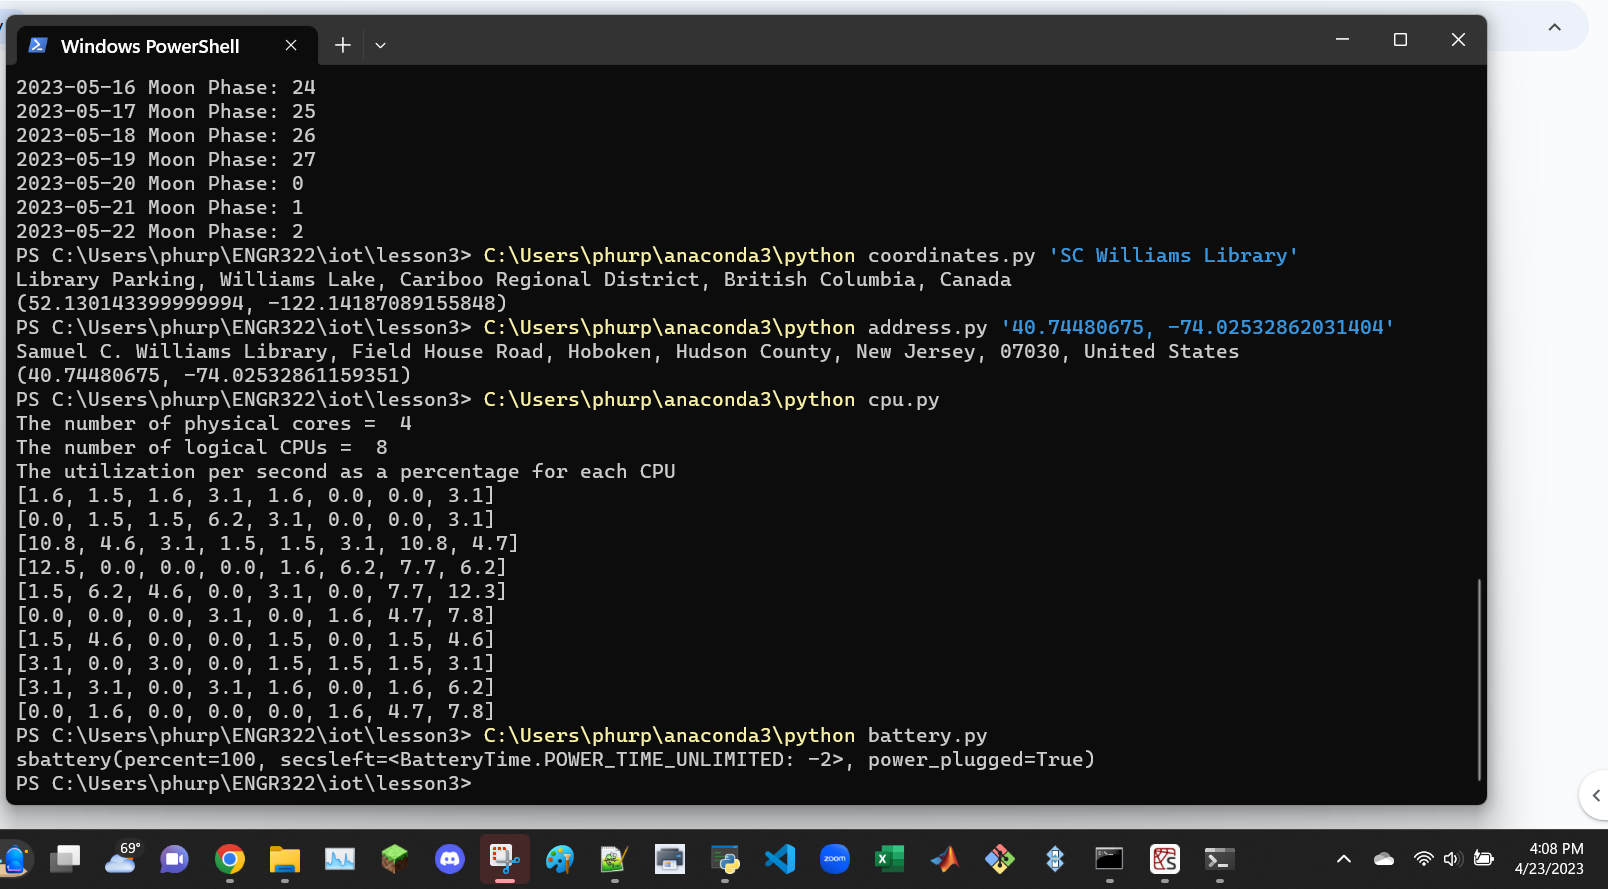 Windows PowerShell
2023-05-16 Moon Phase: 24
2023-05-17 Moon Phase: 25
2023-05-18 Moon Phase: 26
2023-05-19 Moon Phase: 27
2023-05-20 Moon Phase: 0
2023-05-21 Moon Phase: 1
2023-05-22 Moon Phase: 2
PS C:\Users\phurp\ENGR322\iot\lesson3> C:\Users\phurp\anaconda3\python coordinates.py 'SC Williams Library'
Library Parking, Williams Lake, Cariboo Regional District, British Columbia, Canada
(52.130143399999994, -122.14187089155848)
PS C:\Users\phurp\ENGR322\iot\lesson3> C:\Users\phurp\anaconda3\python address.py '40.74480675, -74.02532862031404'
Samuel C. Williams Library, Field House Road, Hoboken, Hudson County, New Jersey, 07030, United States
(40.74480675, -74.02532861159351)
PS C:\Users\phurp\ENGR322\iot\lesson3> C:\Users\phurp\anaconda3\python cpu.py
The number of physical cores =  4
The number of logical CPUs =  8
The utilization per second as a percentage for each CPU
[1.6, 1.5, 1.6, 3.1, 1.6, 0.0, 0.0, 3.1]
[0.0, 1.5, 1.5, 6.2, 3.1, 0.0, 0.0, 3.1]
[10.8, 4.6, 3.1, 1.5, 1.5, 3.1, 10.8, 4.7]
[12.5, 0.0, 0.0, 0.0, 1.6, 6.2, 7.7, 6.2]
[1.5, 6.2, 4.6, 0.0, 3.1, 0.0, 7.7, 12.3]
[0.0, 0.0, 0.0, 3.1, 0.0, 1.6, 4.7, 7.8]
[1.5, 4.6, 0.0, 0.0, 1.5, 0.0, 1.5, 4.6]
[3.1, 0.0, 3.0, 0.0, 1.5, 1.5, 1.5, 3.1]
[3.1, 3.1, 0.0, 3.1, 1.6, 0.0, 1.6, 6.2]
[0.0, 1.6, 0.0, 0.0, 0.0, 1.6, 4.7, 7.8]
PS C:\Users\phurp\ENGR322\iot\lesson3> C:\Users\phurp\anaconda3\python battery.py
sbattery(percent=100, secsleft=<BatteryTime.POWER_TIME_UNLIMITED: -2>, power_plugged=True)
PS C:\Users\phurp\ENGR322\iot\lesson3>
69°
zoom
4:08 PM
4/23/2023